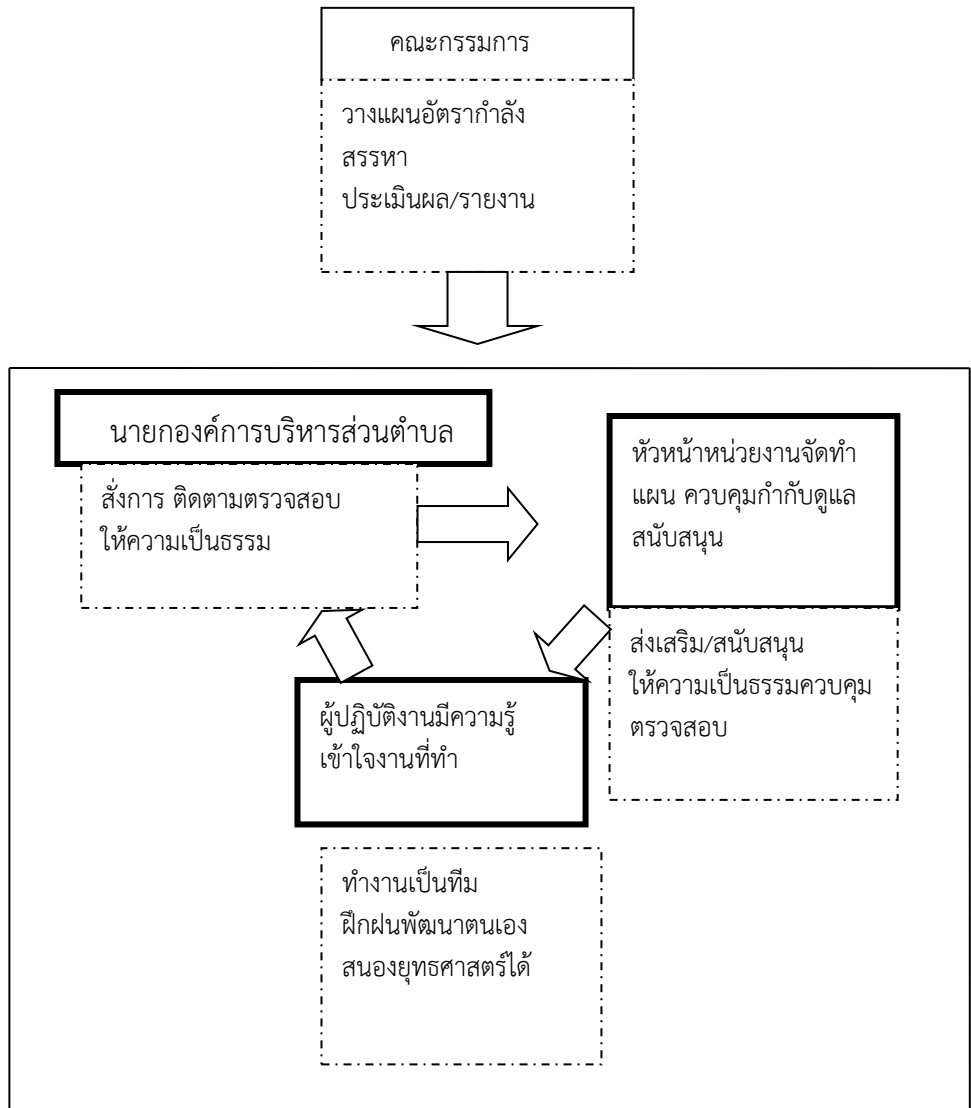 คณะกรรมการ
วางแผนอัตรากำลัง
สรรหา
ประเมินผล/รายงาน
นายกองค์การบริหารส่วนตำบล
สั่งการ ติดตามตรวจสอบ
ให้ความเป็นธรรม
หัวหน้าหน่วยงานจัดทำ
แผน ควบคุมกำกับดูแล
สนับสนุน
ส่งเสริม/สนับสนุน
ให้ความเป็นธรรมควบคุม
ตรวจสอบ
ผู้ปฏิบัติงานมีความรู้
เข้าใจงานที่ทำ
ทำงานเป็นทีม
ฝึกฝนพัฒนาตนเอง
สนองยุทธศาสตร์ได้